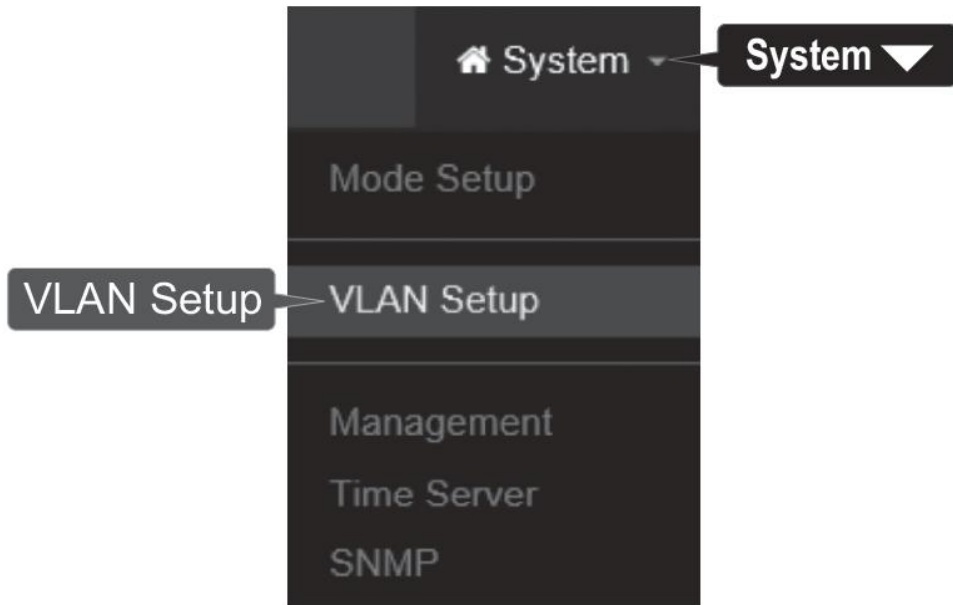 System
System
Mode Setup
VLAN Setup
VLAN Setup
Management
Time Server
SNMP